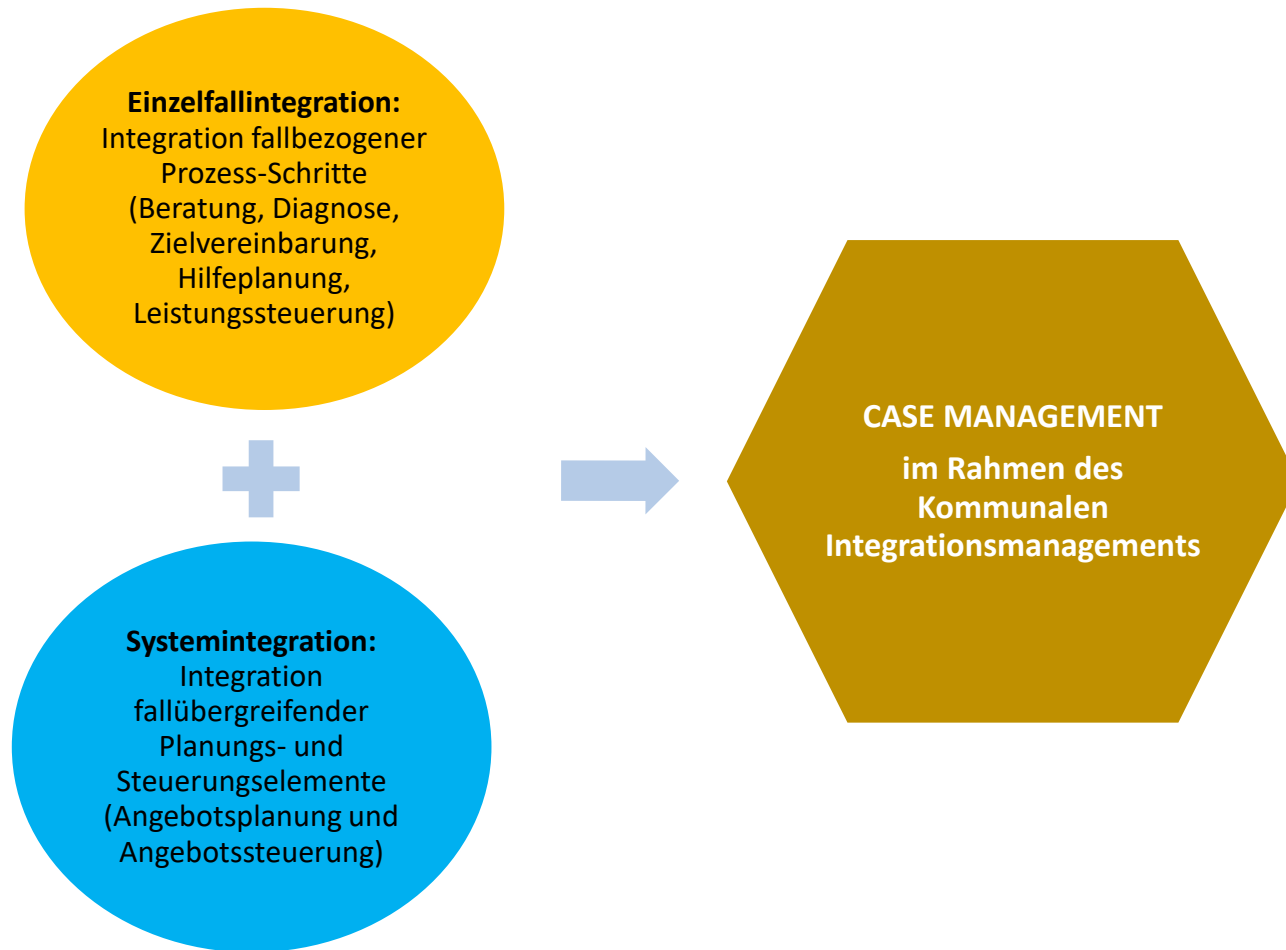 Einzelfallintegration:
Integration fallbezogener
Prozess-Schritte
(Beratung, Diagnose,
Zielvereinbarung,
Hilfeplanung,
Leistungssteuerung)
Systemintegration:
Integration
fallübergreifender
Planungs- und
Steuerungselemente
(Angebotsplanung und
Angebotssteuerung)
CASE MANAGEMENT
im Rahmen des
Kommunalen
Integrationsmanagements